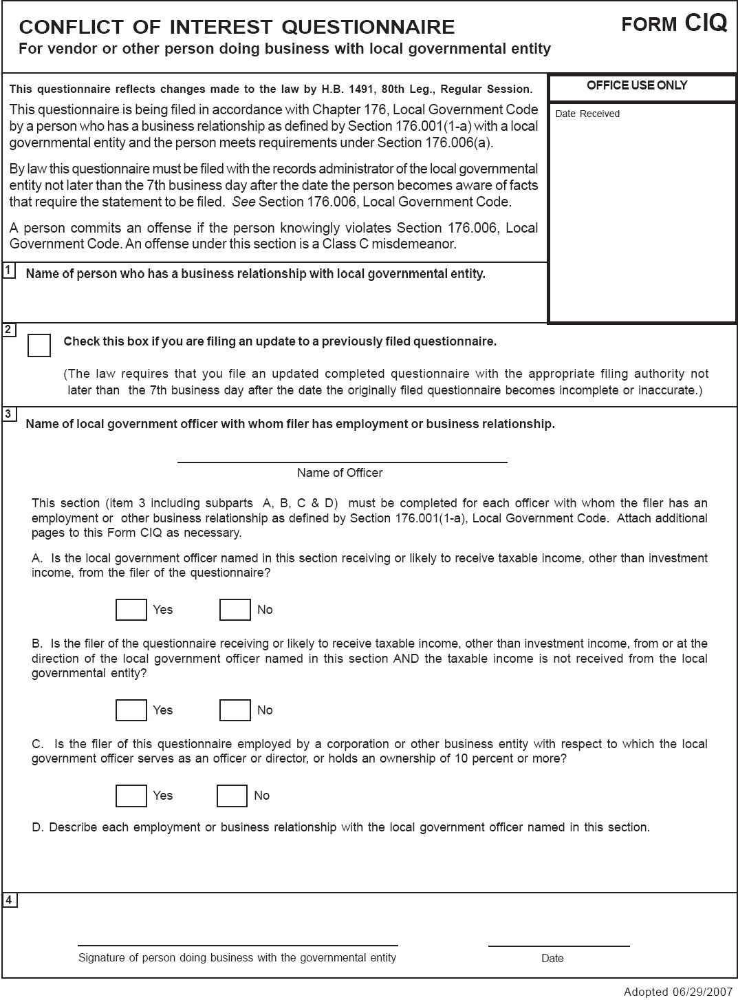 CONFLICT OF INTEREST QUESTIONNAIRE
FORM CIQ
For vendor or other person doing business with local governmental entity
This questionnaire reflects changes made to the law by H.B. 1491, 80th Leg., Regular Session.
OFFICE USE ONLY
Date Received
This questionnaire is being filed in accordance with Chapter 176, Local Government Code
by a person who has a business relationship as defined by Section 176.001(1-a) with a local
governmental entity and the person meets requirements under Section 176.006(a).
By law this questionnaire must be filed with the records administrator of the local governmental
entity not later than the 7th business day after the date the person becomes aware of facts
that require the statement to be filed. See Section 176.006, Local Government Code.
A person commits an offense if the person knowingly violates Section 176.006, Local
Government Code. An offense under this section is a Class C misdemeanor.
1 Name of person who has a business relationship with local governmental entity.
2
Check this box if you are filing an update to a previously filed questionnaire.
(The law requires that you file an updated completed questionnaire with the appropriate filing authority not
later than the 7th business day after the date the originally filed questionnaire becomes incomplete or inaccurate.)
3
Name of local government officer with whom filer has employment or business relationship.
Name of Officer
This section (item 3 including subparts A, B, C & D) must be completed for each officer with whom the filer has an
employment or other business relationship as defined by Section 176.001(1-a), Local Government Code. Attach additional
pages to this Form CIQ as necessary.
A. Is the local government officer named in this section receiving or likely to receive taxable income, other than investment
income, from the filer of the questionnaire?
Yes No
B. Is the filer of the questionnaire receiving or likely to receive taxable income, other than investment income, from or at the
direction of the local government officer named in this section AND the taxable income is not received from the local
governmental entity?
Yes No
C. Is the filer of this questionnaire employed by a corporation or other business entity with respect to which the local
government officer serves as an officer or director, or holds an ownership of 10 percent or more?
Yes No
D. Describe each employment or business relationship with the local government officer named in this section.
4
Signature of person doing business with the governmental entity Date
Adopted 06/29/2007